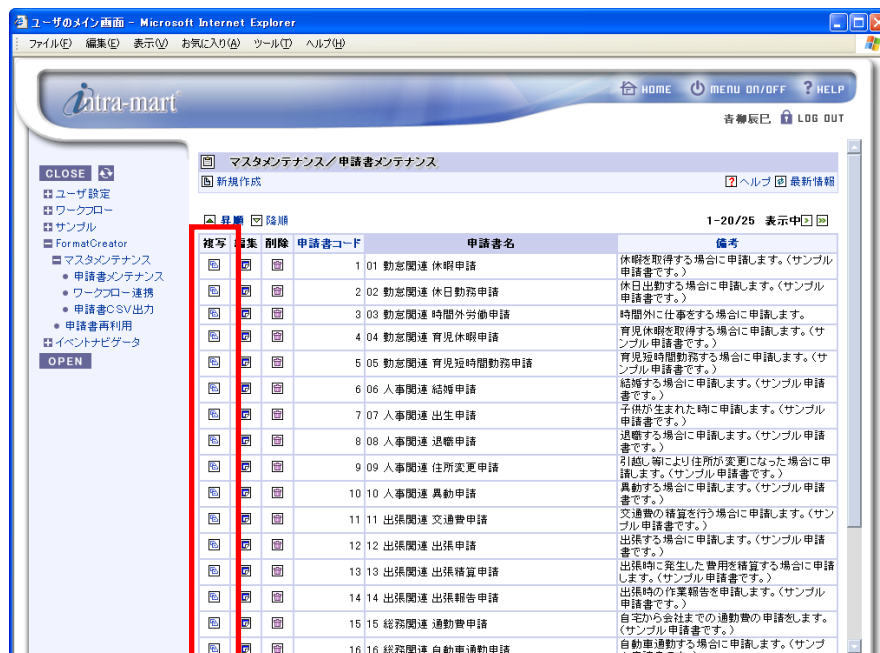 ユーザのメイン画面 - Microsoft Internet Explorer
ファイル(F) 編集(E) 表示(V) お気に入り(A) ツール(T) ヘルプ(H)
intra-mart
HOME MENU ON/OFF ? HELP
青柳辰巳 LOG OUT
CLOSE
ユーザ設定
ワークフロー
サンプル
FormatCreator
マスタメンテナンス
申請書メンテナンス
ワークフロー連携
申請書CSV出力
申請書再利用
イベントナビゲータ
OPEN
マスタメンテナンス/申請書メンテナンス
新規作成 ?ヘルプ 最新情報
昇順 降順 1-20/25 表示中
複写 編集 削除 申請書コード 申請書名 備考
1 01 勤怠関連 休暇申請 休暇を取得する場合に申請します。(サンプル
申請書です。)
2 02 勤怠関連 休日勤務申請 休日出勤する場合に申請します。(サンプル
申請書です。)
3 03 勤怠関連 時間外労働申請 時間外に仕事をする場合に申請します。
4 04 勤怠関連 育児休暇申請 育児休暇を取得する場合に申請します。(サ
ンプル申請書です。)
5 05 勤怠関連 育児短時間勤務申請 育児短時間勤務する場合に申請します。(サ
ンプル申請書です。)
6 06 人事関連 結婚申請 結婚する場合に申請します。(サンプル申請
書です。)
7 07 人事関連 出生申請 子供が生まれた時に申請します。(サンプル
申請書です。)
8 08 人事関連 退職申請 退職する場合に申請します。(サンプル申請
書です。)
9 09 人事関連 住所変更申請 引越し等により住所が変更になった場合に申
請します。(サンプル申請書です。)
10 10 人事関連 異動申請 異動する場合に申請します。(サンプル申請
書です。)
11 11 出張関連 交通費申請 交通費の精算を行う場合に申請します。(サン
プル申請書です。)
12 12 出張関連 出張申請 出張する場合に申請します。(サンプル申請
書です。)
13 13 出張関連 出張精算申請 出張時に発生した費用を精算する場合に申請
します。(サンプル申請書です。)
14 14 出張関連 出張報告申請 出張時の作業報告を申請します。(サンプル
申請書です。)
15 15 総務関連 通勤費申請 自宅から会社までの通勤費の申請をします。
(サンプル申請書です。)
16 16 総務関連 自動車通勤申請 自動車通勤する場合に申請します。(サンプ